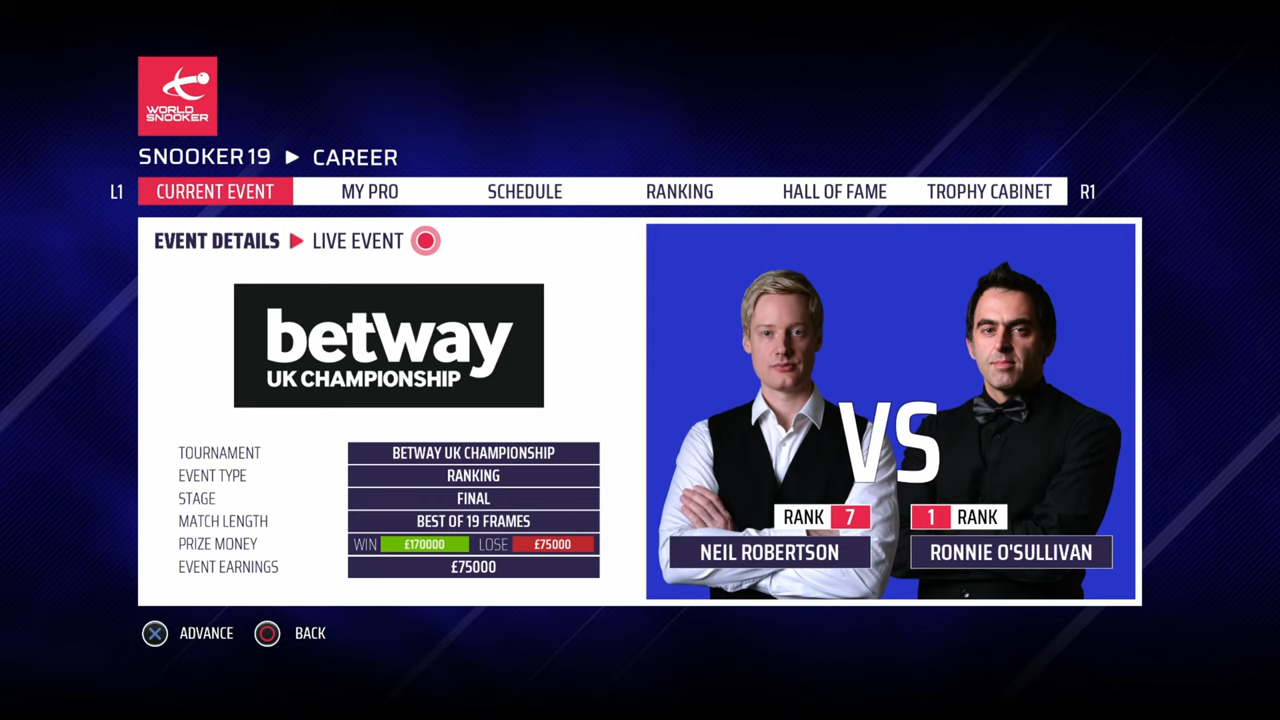 WORLD
SNOOKER
SNOOKER 19 ▶ CAREER
L1 CURRENT EVENT MY PRO SCHEDULE RANKING HALL OF FAME TROPHY CABINET R1
EVENT DETAILS ▶ LIVE EVENT
betway
UK CHAMPIONSHIP
TOURNAMENT BETWAY UK CHAMPIONSHIP
EVENT TYPE RANKING
STAGE FINAL
MATCH LENGTH BEST OF 19 FRAMES
PRIZE MONEY WIN £170000 LOSE £75000
EVENT EARNINGS £75000
VS
RANK 7 1 RANK
NEIL ROBERTSON RONNIE O'SULLIVAN
ADVANCE BACK